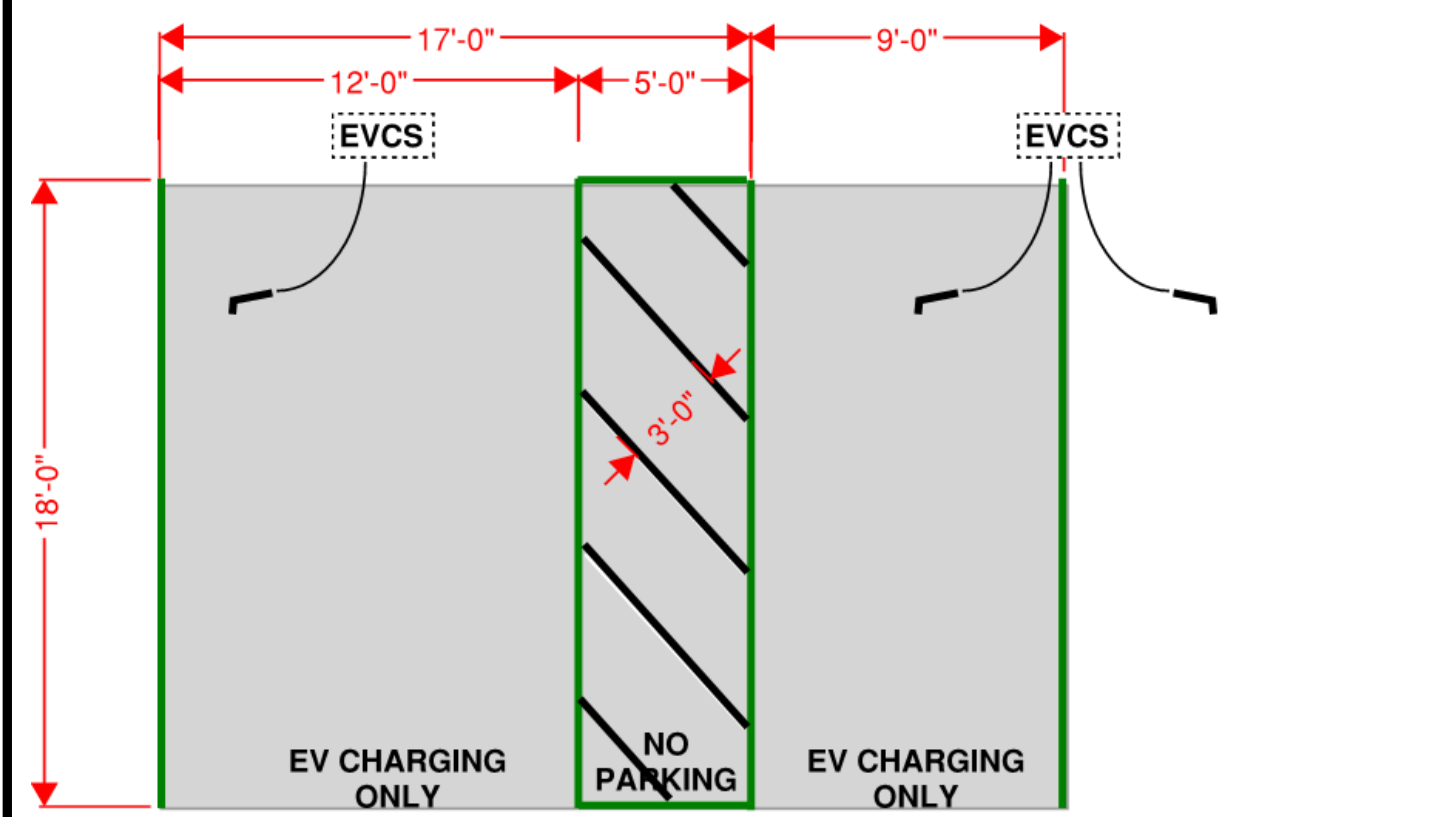 17'-0"
9'-0"
12'-0"
5'-0"
EVCS
EVCS
3'-0"
18'-0"
NO
PARKING
EV CHARGING
ONLY
EV CHARGING
ONLY